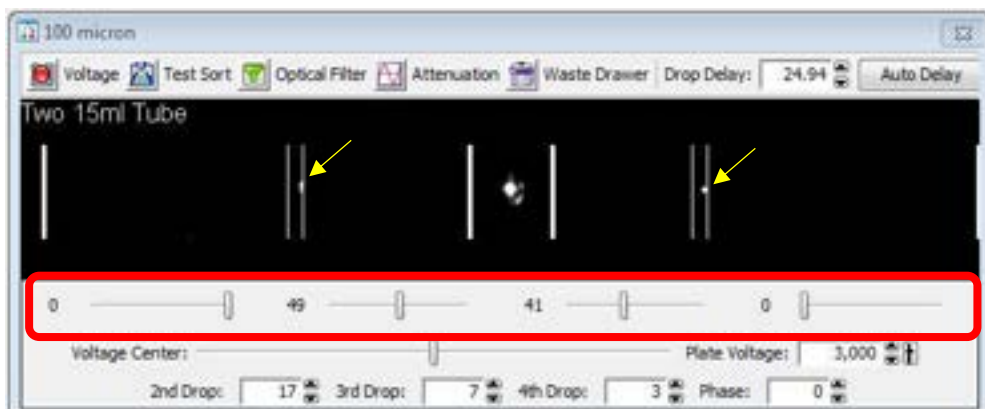 100 micron
Voltage Test Sort Optical Filter Attenuation Waste Drawer Drop Delay: 24.94 Auto Delay
Two 15ml Tube
0 49 41 0
Voltage Center: Plate Voltage: 3,000
2nd Drop: 17 3rd Drop: 7 4th Drop: 3 Phase: 0